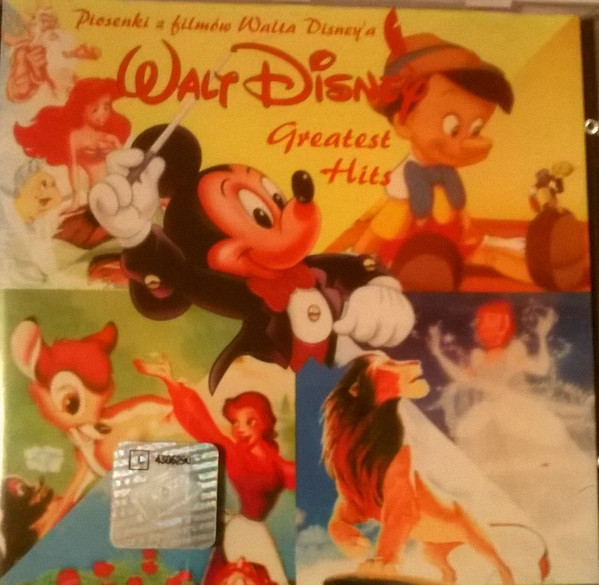 Piosenki z filmów Walta Disney'a
WALT DISNEY
Greatest
Hits